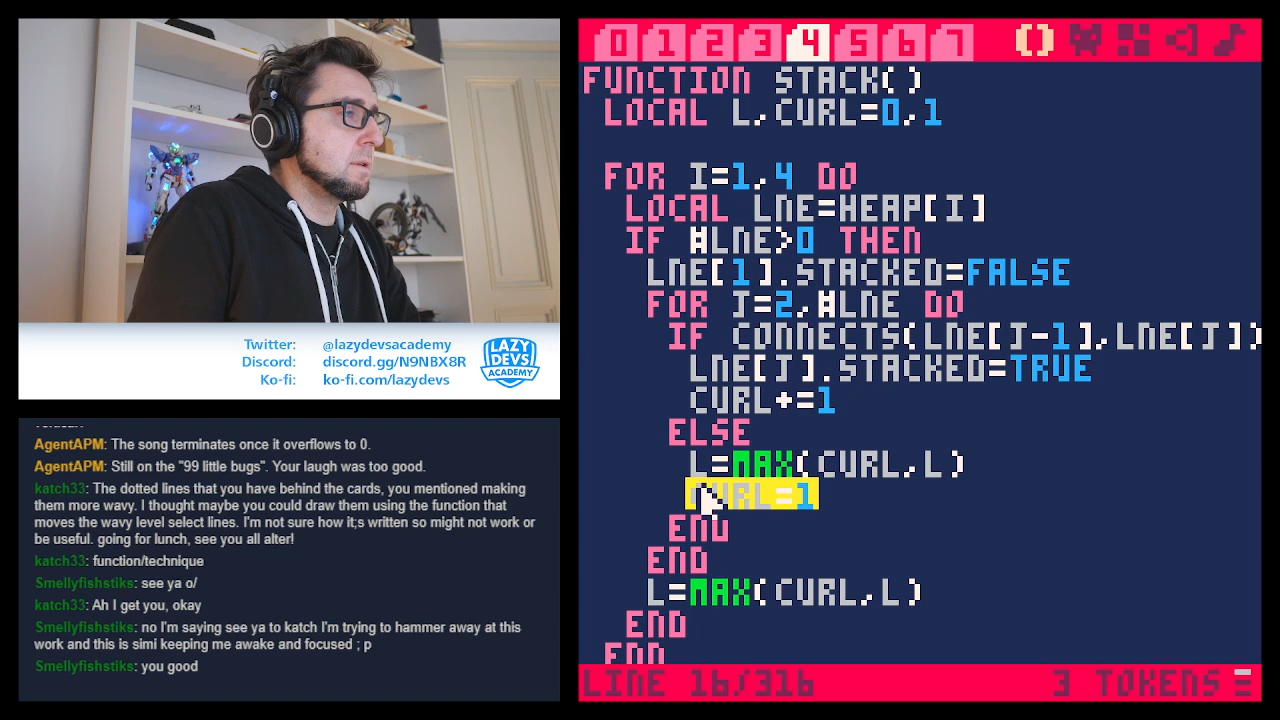 Twitter: @lazydevsacademy
Discord: discord.gg/N9NBX8R
Ko-fi: ko-fi.com/lazydevs
LAZY
DEVS
ACADEMY
AgentAPM: The song terminates once it overflows to 0.
AgentAPM: Still on the "99 little bugs". Your laugh was too good.
katch33: The dotted lines that you have behind the cards, you mentioned making
them more wavy. I thought maybe you could draw them using the function that
moves the wavy level select lines. I'm not sure how it;s written so might not work or
be useful. going for lunch, see you all alter!
katch33: function/technique
Smellyfishstiks: see ya o/
katch33: Ah I get you, okay
Smellyfishstiks: no I'm saying see ya to katch I'm trying to hammer away at this
work and this is simi keeping me awake and focused ; p
Smellyfishstiks: you good
0 1 2 3 4 5 6 7 ()
FUNCTION STACK()
LOCAL L,CURL=0,1
FOR I=1,4 DO
LOCAL LNE=HEAP[I]
IF #LNE>0 THEN
LNE[1].STACKED=FALSE
FOR J=2,#LNE DO
IF CONNECTS(LNE[J-1],LNE[J])
LNE[J].STACKED=TRUE
CURL+=1
ELSE
L=MAX(CURL,L)
CURL=1
END
END
L=MAX(CURL,L)
END
END
LINE 16/316 3 TOKENS